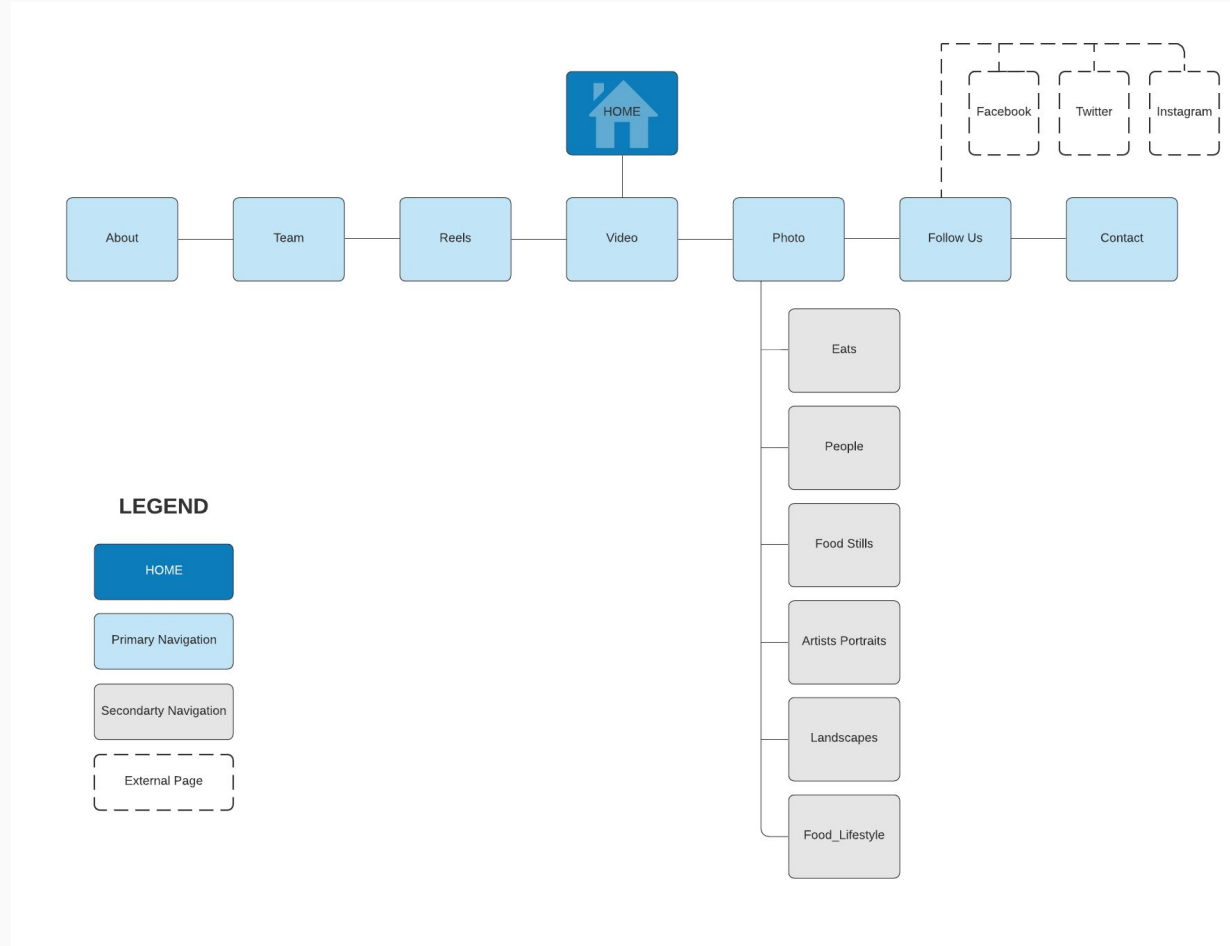 HOME
Facebook
Twitter
Instagram
About
Team
Reels
Video
Photo
Follow Us
Contact
Eats
People
Food Stills
Artists Portraits
Landscapes
Food_Lifestyle
LEGEND
HOME
Primary Navigation
Secondarty Navigation
External Page